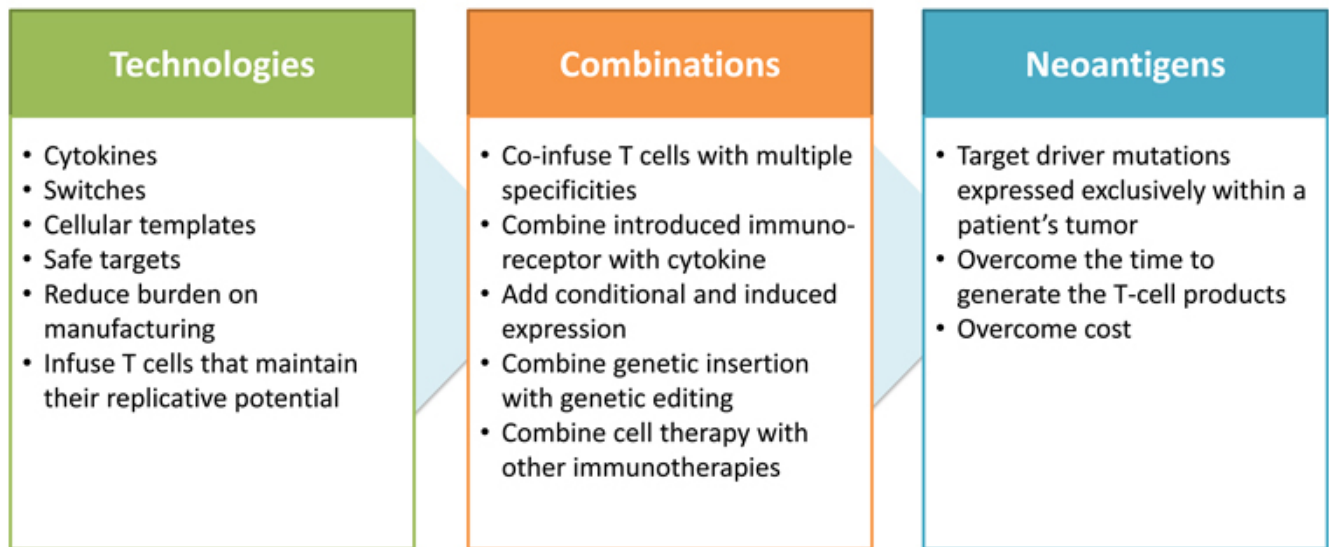 Technologies
• Cytokines
• Switches
• Cellular templates
• Safe targets
• Reduce burden on
manufacturing
• Infuse T cells that maintain
their replicative potential
Combinations
• Co-infuse T cells with multiple
specificities
• Combine introduced immuno-
receptor with cytokine
• Add conditional and induced
expression
• Combine genetic insertion
with genetic editing
• Combine cell therapy with
other immunotherapies
Neoantigens
• Target driver mutations
expressed exclusively within a
patient’s tumor
• Overcome the time to
generate the T-cell products
• Overcome cost